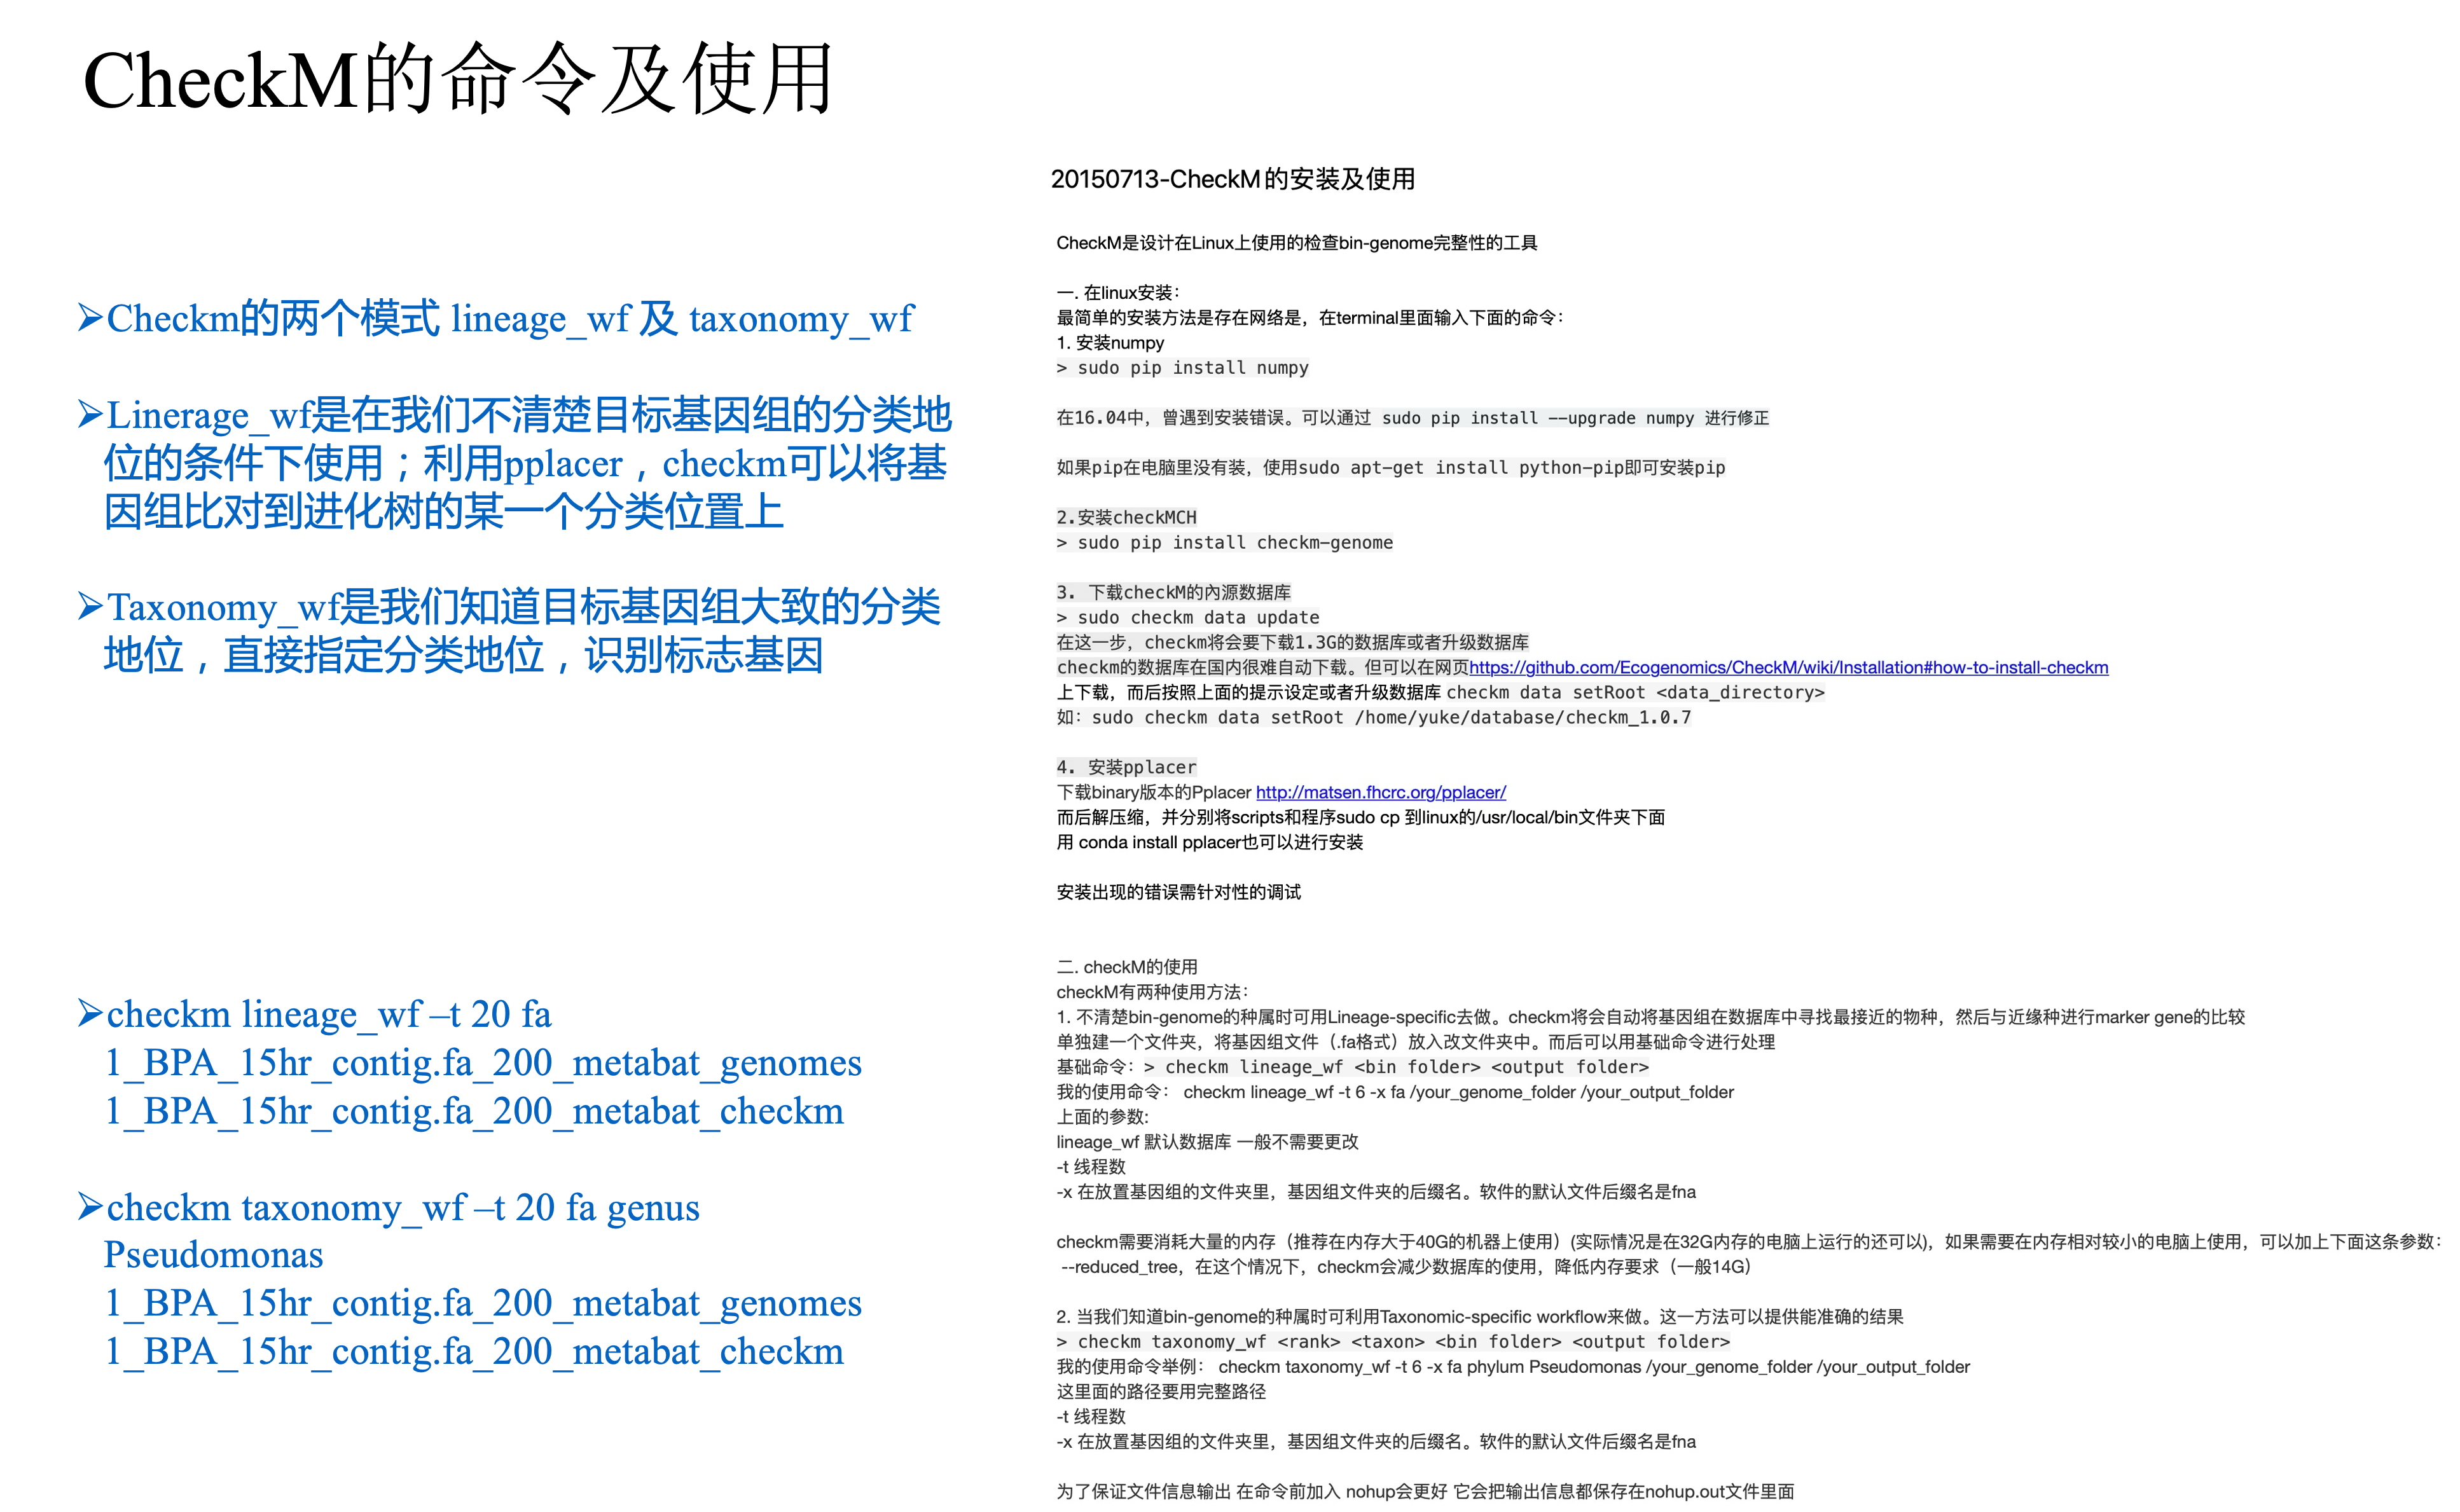 CheckM的命令及使用
➢Checkm的两个模式 lineage_wf 及 taxonomy_wf
➢Linerage_wf是在我们不清楚目标基因组的分类地
位的条件下使用；利用pplacer，checkm可以将基
因组比对到进化树的某一个分类位置上
➢Taxonomy_wf是我们知道目标基因组大致的分类
地位，直接指定分类地位，识别标志基因
➢checkm lineage_wf –t 20 fa
1_BPA_15hr_contig.fa_200_metabat_genomes
1_BPA_15hr_contig.fa_200_metabat_checkm
➢checkm taxonomy_wf –t 20 fa genus
Pseudomonas
1_BPA_15hr_contig.fa_200_metabat_genomes
1_BPA_15hr_contig.fa_200_metabat_checkm
20150713-CheckM的安装及使用
CheckM是设计在Linux上使用的检查bin-genome完整性的工具
一. 在linux安装：
最简单的安装方法是存在网络是，在terminal里面输入下面的命令：
1. 安装numpy
> sudo pip install numpy
在16.04中，曾遇到安装错误。可以通过 sudo pip install --upgrade numpy 进行修正
如果pip在电脑里没有装，使用sudo apt-get install python-pip即可安装pip
2.安装checkMCH
> sudo pip install checkm-genome
3. 下载checkM的内源数据库
> sudo checkm data update
在这一步，checkm将会要下载1.3G的数据库或者升级数据库
checkm的数据库在国内很难自动下载。但可以在网页https://github.com/Ecogenomics/CheckM/wiki/Installation#how-to-install-checkm
上下载，而后按照上面的提示设定或者升级数据库 checkm data setRoot <data_directory>
如：sudo checkm data setRoot /home/yuke/database/checkm_1.0.7
4. 安装pplacer
下载binary版本的Pplacer http://matsen.fhcrc.org/pplacer/
而后解压缩，并分别将scripts和程序sudo cp 到linux的/usr/local/bin文件夹下面
用 conda install pplacer也可以进行安装
安装出现的错误需针对性的调试
二. checkM的使用
checkM有两种使用方法：
1. 不清楚bin-genome的种属时可用Lineage-specific去做。checkm将会自动将基因组在数据库中寻找最接近的物种，然后与近缘种进行marker gene的比较
单独建一个文件夹，将基因组文件（.fa格式）放入改文件夹中。而后可以用基础命令进行处理
基础命令：> checkm lineage_wf <bin folder> <output folder>
我的使用命令： checkm lineage_wf -t 6 -x fa /your_genome_folder /your_output_folder
上面的参数:
lineage_wf 默认数据库 一般不需要更改
-t 线程数
-x 在放置基因组的文件夹里，基因组文件夹的后缀名。软件的默认文件后缀名是fna
checkm需要消耗大量的内存（推荐在内存大于40G的机器上使用）(实际情况是在32G内存的电脑上运行的还可以)，如果需要在内存相对较小的电脑上使用，可以加上下面这条参数：
--reduced_tree，在这个情况下，checkm会减少数据库的使用，降低内存要求（一般14G）
2. 当我们知道bin-genome的种属时可利用Taxonomic-specific workflow来做。这一方法可以提供能准确的结果
> checkm taxonomy_wf <rank> <taxon> <bin folder> <output folder>
我的使用命令举例： checkm taxonomy_wf -t 6 -x fa phylum Pseudomonas /your_genome_folder /your_output_folder
这里面的路径要用完整路径
-t 线程数
-x 在放置基因组的文件夹里，基因组文件夹的后缀名。软件的默认文件后缀名是fna
为了保证文件信息输出 在命令前加入 nohup会更好 它会把输出信息都保存在nohup.out文件里面